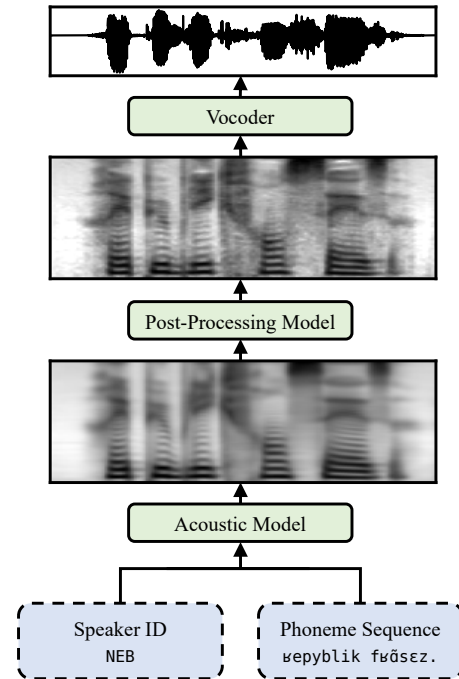 Vocoder
Post-Processing Model
Acoustic Model
Speaker ID
NEB
Phoneme Sequence
ʁepyblik fʁɑ̃sɛz.